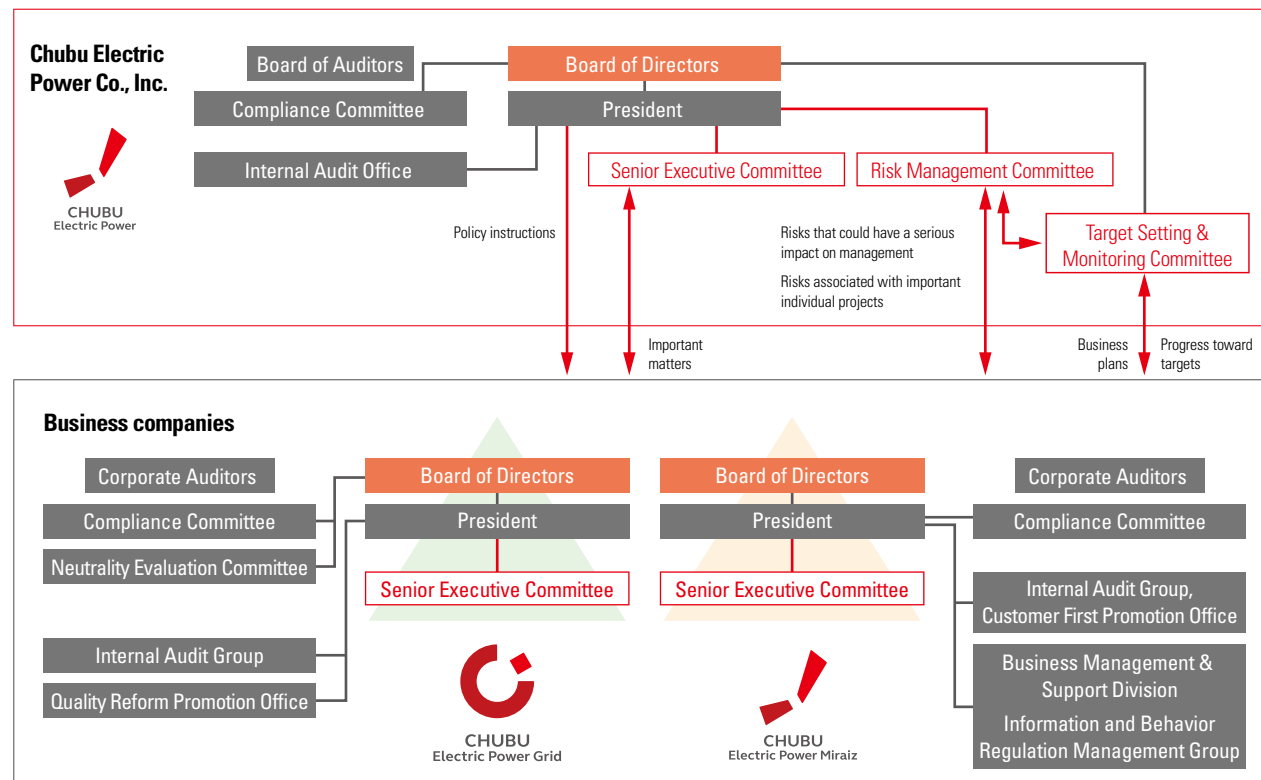 Chubu Electric
Power Co., Inc.
CHUBU
Electric Power
Board of Auditors
Board of Directors
Compliance Committee
President
Internal Audit Office
Senior Executive Committee
Risk Management Committee
Target Setting &
Monitoring Committee
Policy instructions
Risks that could have a serious
impact on management
Risks associated with important
individual projects
Important
matters
Business
plans
Progress toward
targets
Business companies
Corporate Auditors
Board of Directors
Compliance Committee
President
Neutrality Evaluation Committee
Senior Executive Committee
Internal Audit Group
Quality Reform Promotion Office
CHUBU
Electric Power Grid
Board of Directors
Corporate Auditors
President
Compliance Committee
Senior Executive Committee
Internal Audit Group,
Customer First Promotion Office
Business Management &
Support Division
Information and Behavior
Regulation Management Group
CHUBU
Electric Power Miraiz